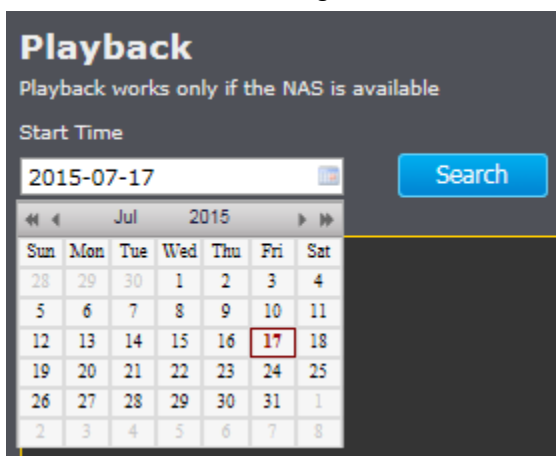 Playback
Playback works only if the NAS is available
Start Time
2015-07-17
Search
Jul 2015
Sun Mon Tue Wed Thu Fri Sat
28 29 30 1 2 3 4
5 6 7 8 9 10 11
12 13 14 15 16 17 18
19 20 21 22 23 24 25
26 27 28 29 30 31 1
2 3 4 5 6 7 8